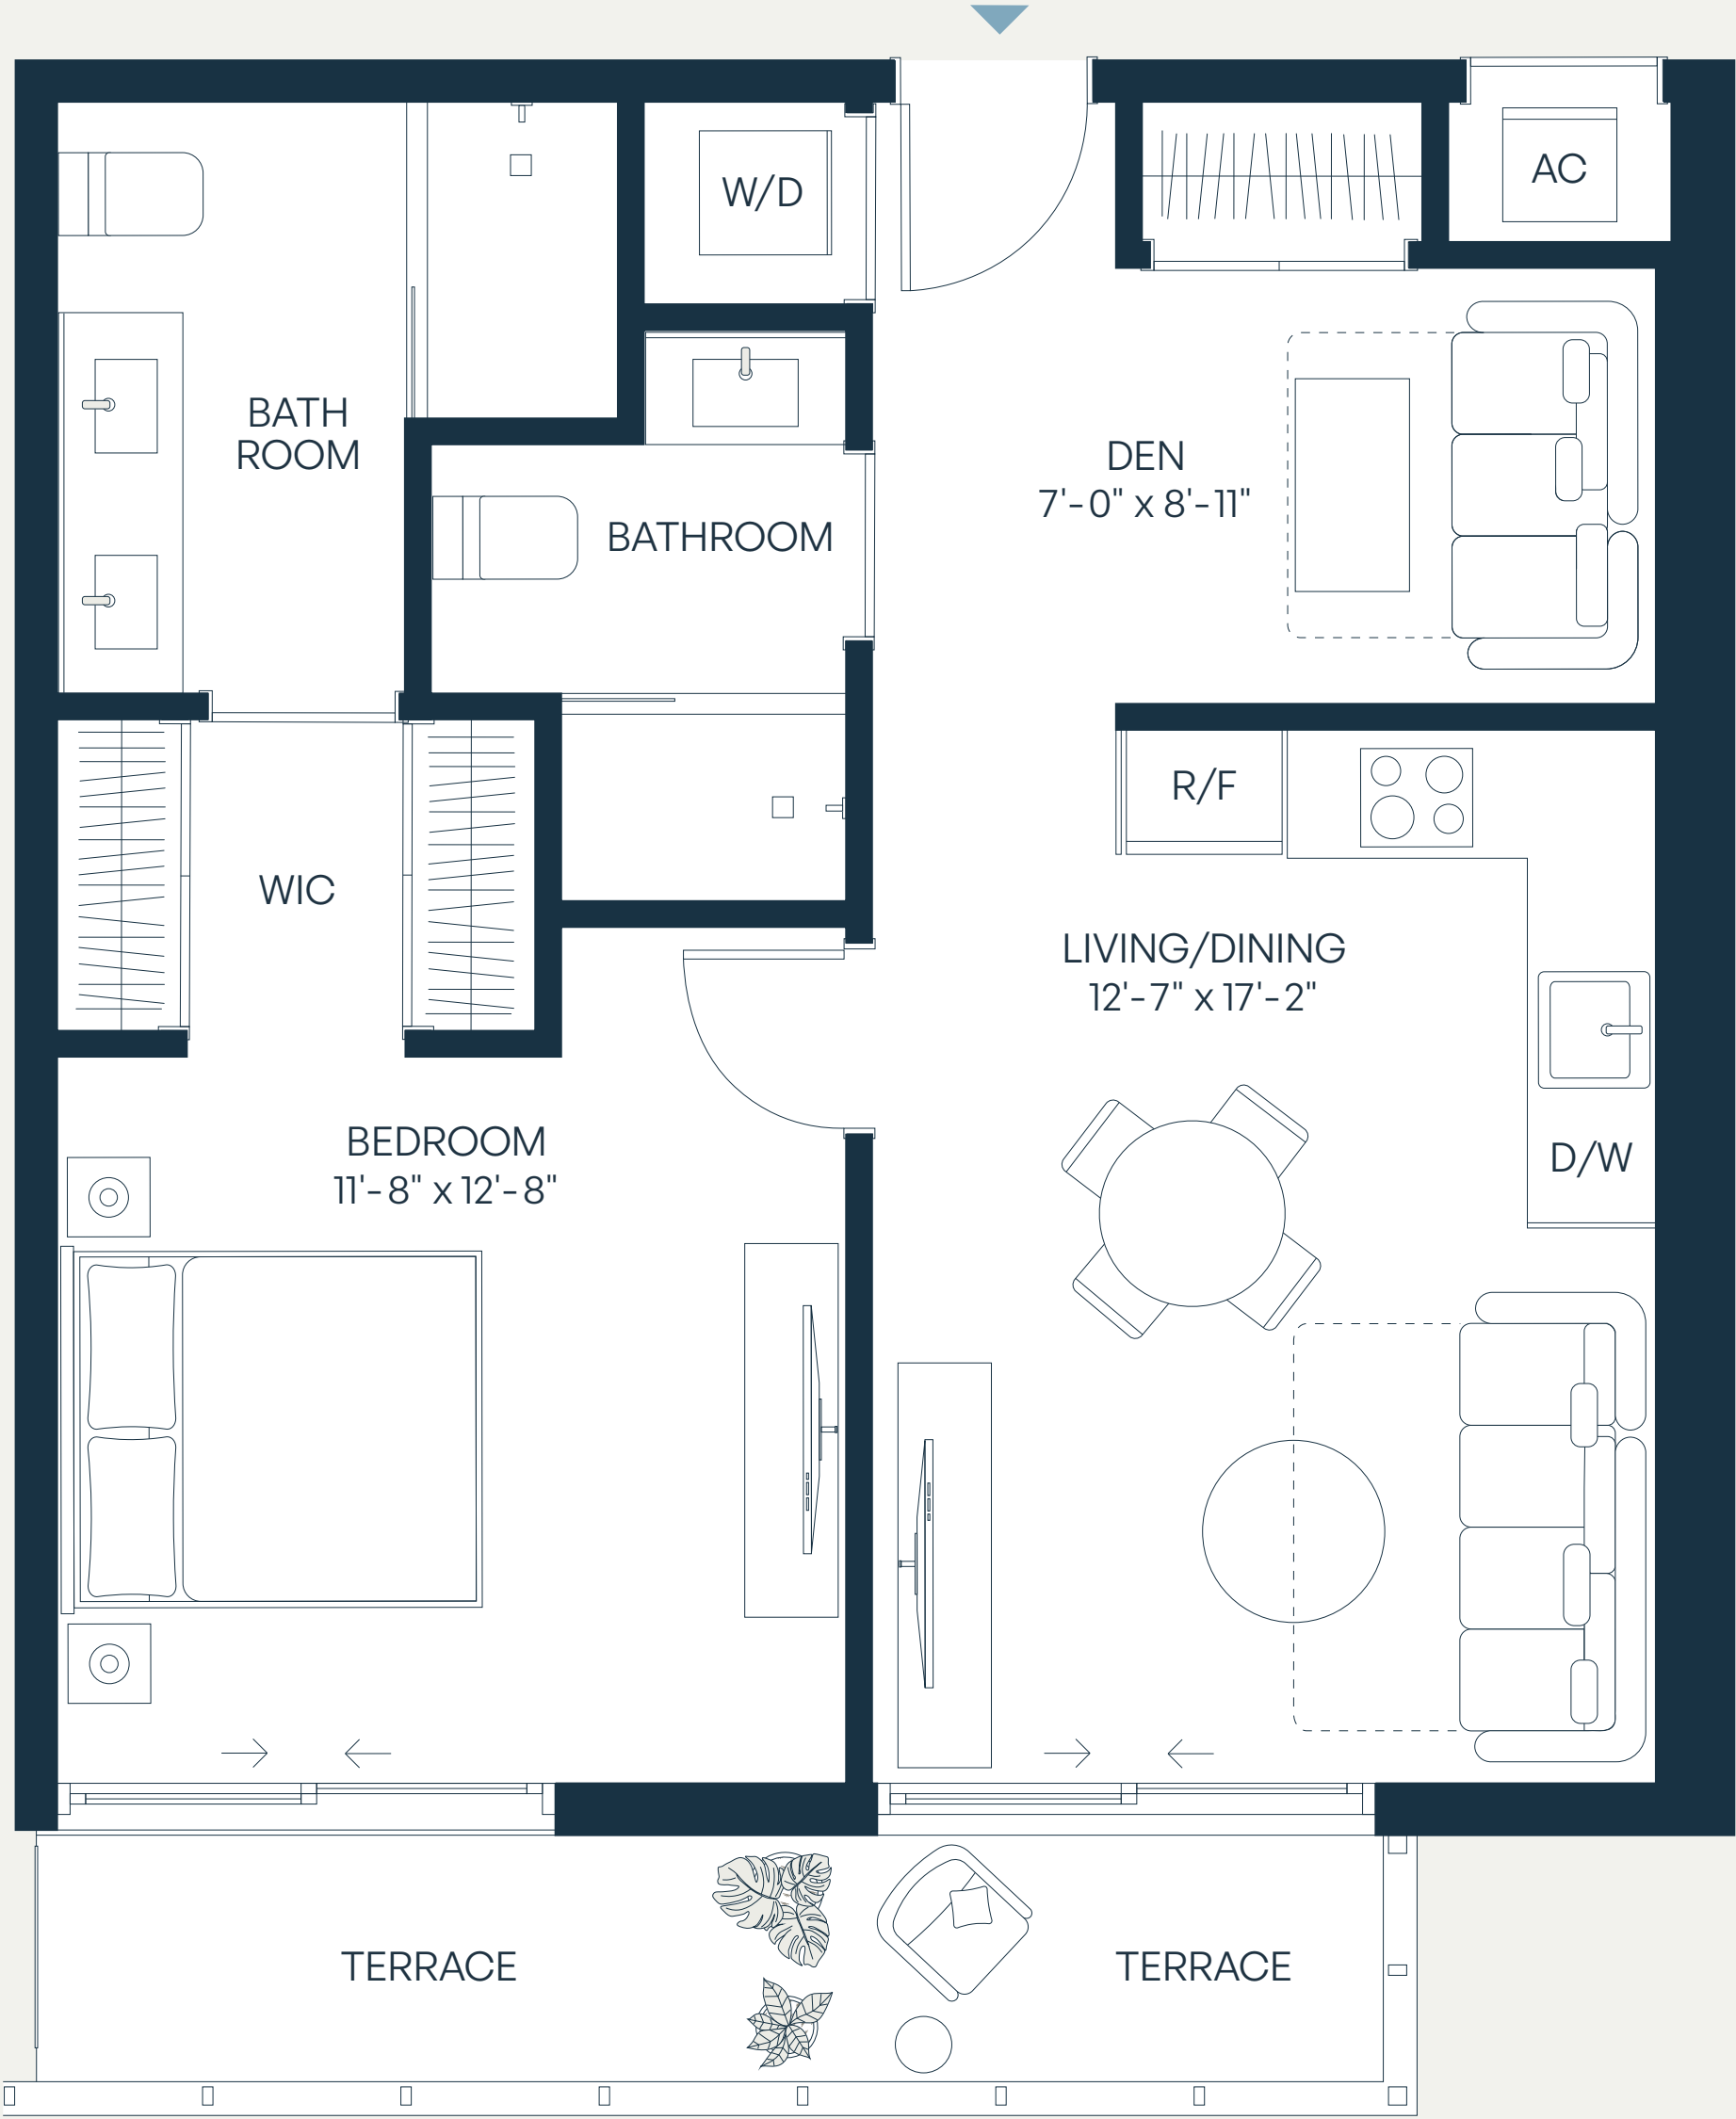 W/D
AC
BATH
ROOM
DEN
7'-0" x 8'-11"
BATHROOM
R/F
WIC
LIVING/DINING
12'-7" x 17'-2"
BEDROOM
11'-8" x 12'-8"
D/W
TERRACE
TERRACE